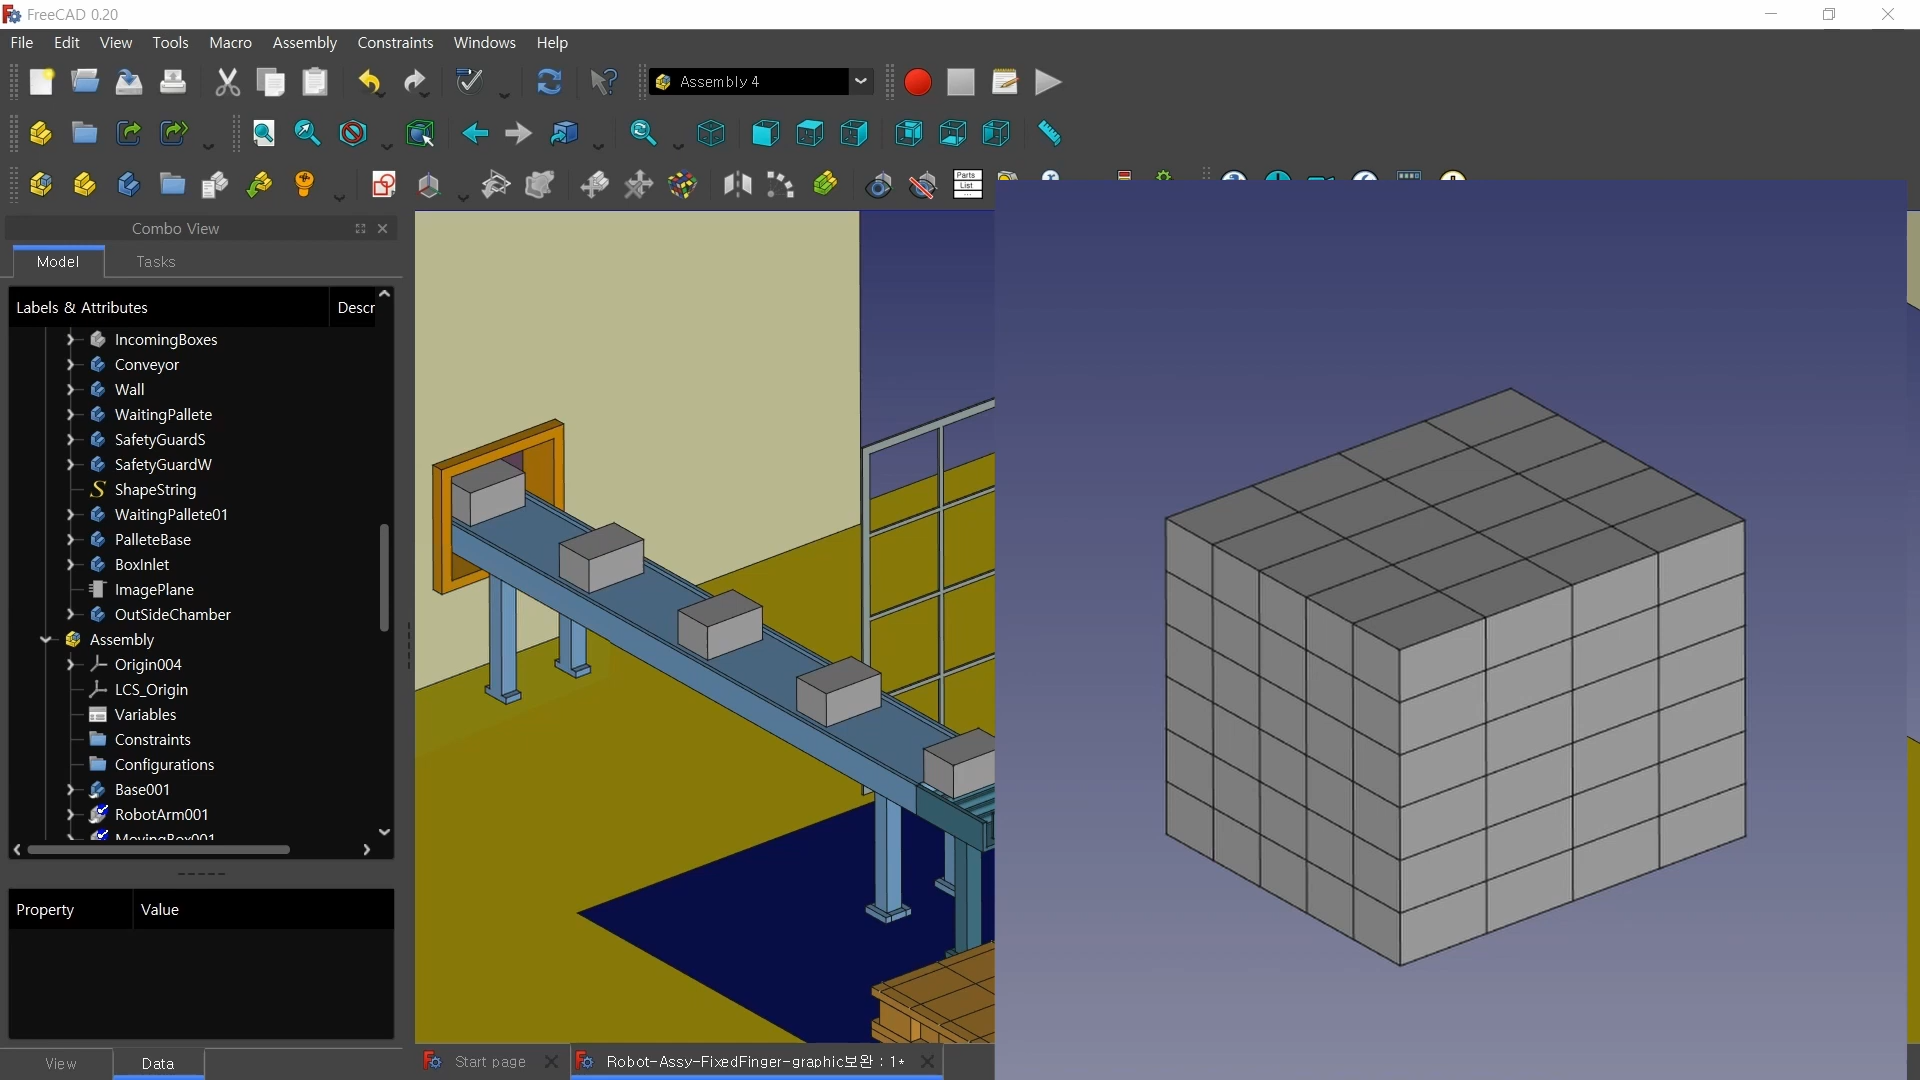 FreeCAD 0.20
File Edit View Tools Macro Assembly Constraints Windows Help
Assembly 4
Parts
List
Combo View
Model Tasks
Labels & Attributes Descr
IncomingBoxes
Conveyor
Wall
WaitingPallete
SafetyGuardS
SafetyGuardW
ShapeString
WaitingPallete01
PalleteBase
BoxInlet
ImagePlane
OutSideChamber
Assembly
Origin004
LCS_Origin
Variables
Constraints
Configurations
Base001
RobotArm001
MovingBox001
Property Value
View Data
Start page
Robot-Assy-FixedFinger-graphic보완 : 1*